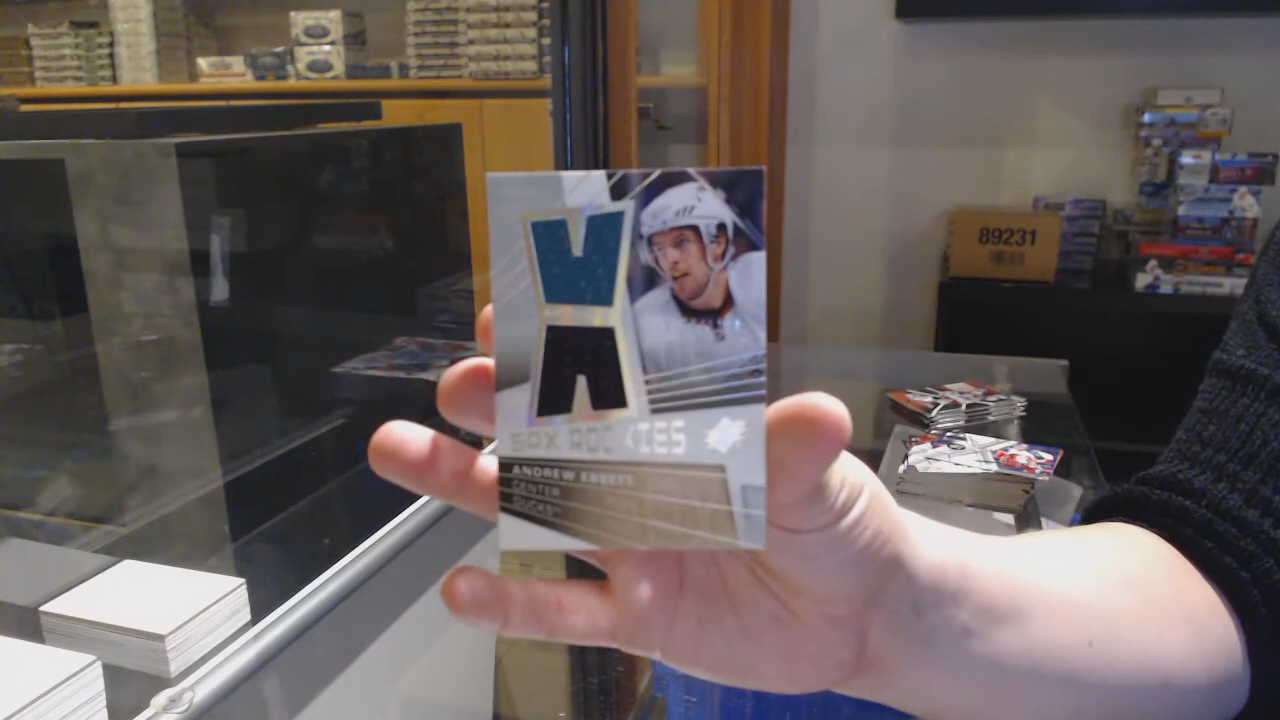 89231
SPX ROOKIES
ANDREW EBBETT
CENTER
DUCKS